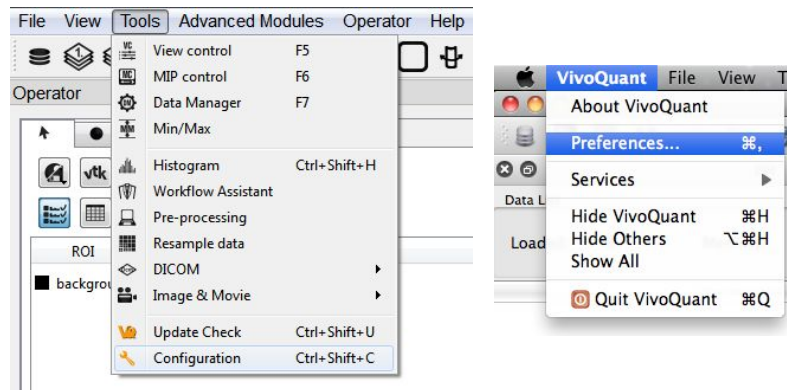 File View Tools Advanced Modules Operator Help
Operator
View control F5
MIP control F6
Data Manager F7
Min/Max
Histogram Ctrl+Shift+H
Workflow Assistant
Pre-processing
Resample data
DICOM
Image & Movie
Update Check Ctrl+Shift+U
Configuration Ctrl+Shift+C
vtk
ROI
backgrou
VivoQuant File View T
About VivoQuant
Preferences... ⌘,
Services
Hide VivoQuant ⌘H
Hide Others ⌥⌘H
Show All
Quit VivoQuant ⌘Q
Data L
Load